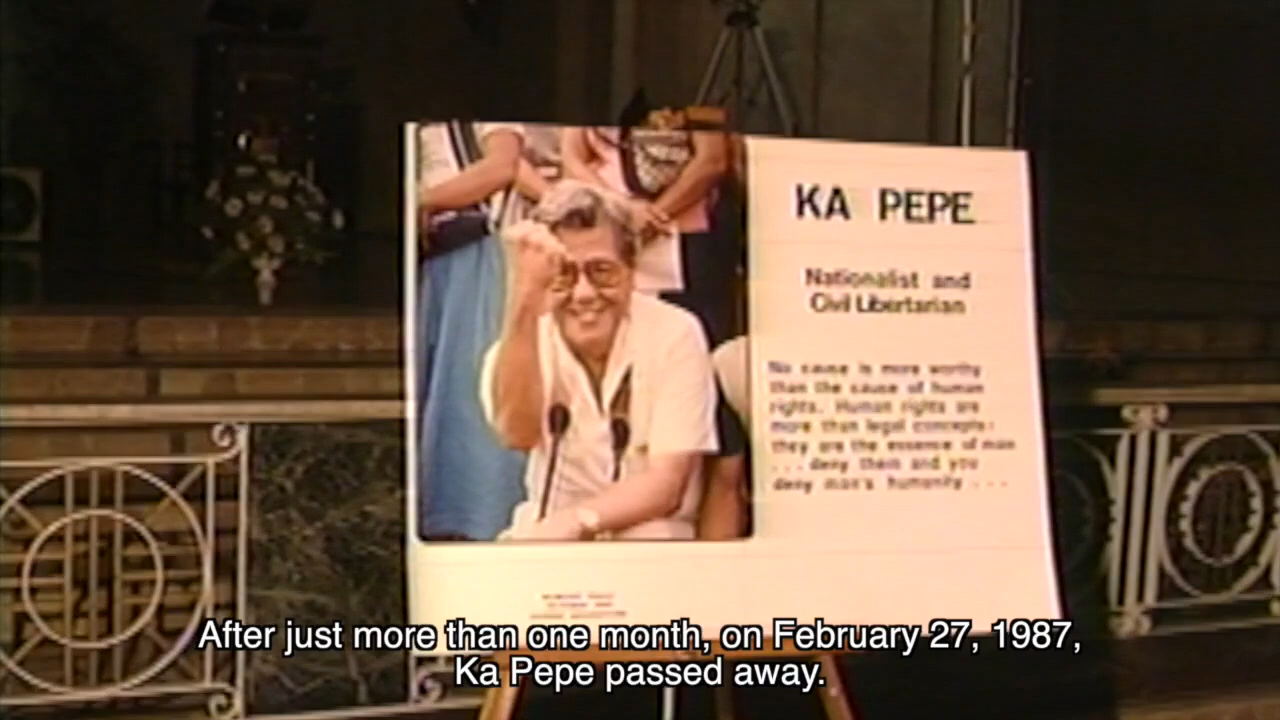 KA PEPE
Nationalist and
Civil Libertarian
No cause is more worthy
than the cause of human
rights. Human rights are
more than legal concepts:
they are the essence of man
... deny them and you
deny man's humanity ...
After just more than one month, on February 27, 1987,
Ka Pepe passed away.